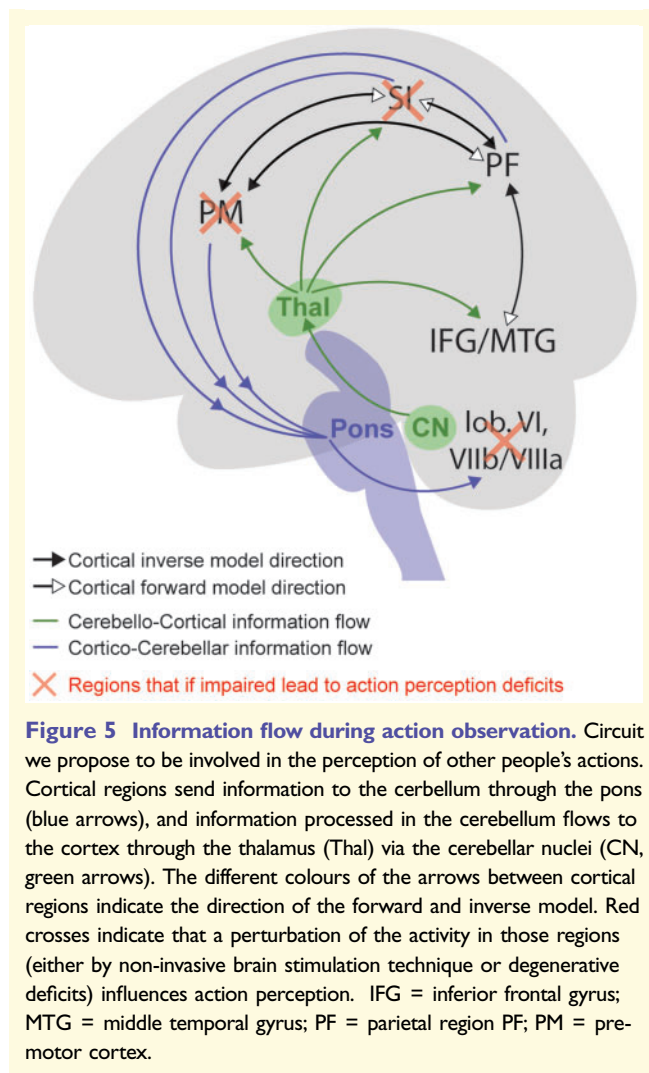 SI
PF
PM
Thal
IFG/MTG
Pons
CN
lob. VI,
VIIb/VIIIa
Cortical inverse model direction
Cortical forward model direction
Cerebello-Cortical information flow
Cortico-Cerebellar information flow
Regions that if impaired lead to action perception deficits
Figure 5 Information flow during action observation. Circuit
we propose to be involved in the perception of other people's actions.
Cortical regions send information to the cerbellum through the pons
(blue arrows), and information processed in the cerebellum flows to
the cortex through the thalamus (Thal) via the cerebellar nuclei (CN,
green arrows). The different colours of the arrows between cortical
regions indicate the direction of the forward and inverse model. Red
crosses indicate that a perturbation of the activity in those regions
(either by non-invasive brain stimulation technique or degenerative
deficits) influences action perception. IFG = inferior frontal gyrus;
MTG = middle temporal gyrus; PF = parietal region PF; PM = pre-
motor cortex.